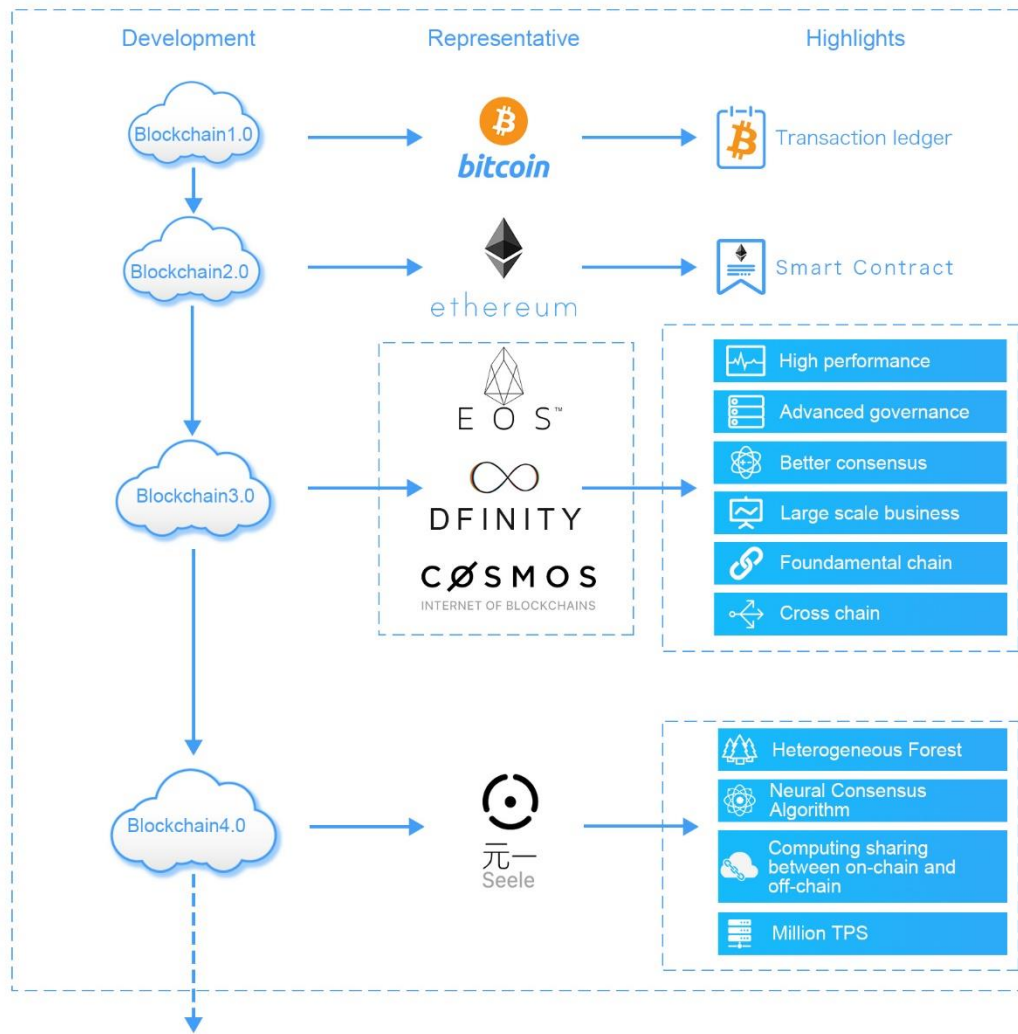 Development Representative Highlights
Blockchain1.0
bitcoin
Transaction ledger
Blockchain2.0
ethereum
Smart Contract
Blockchain3.0
EOS™
DFINITY
CØSMOS
INTERNET OF BLOCKCHAINS
High performance
Advanced governance
Better consensus
Large scale business
Foundamental chain
Cross chain
Blockchain4.0
元一
Seele
Heterogeneous Forest
Neural Consensus
Algorithm
Computing sharing
between on-chain and
off-chain
Million TPS